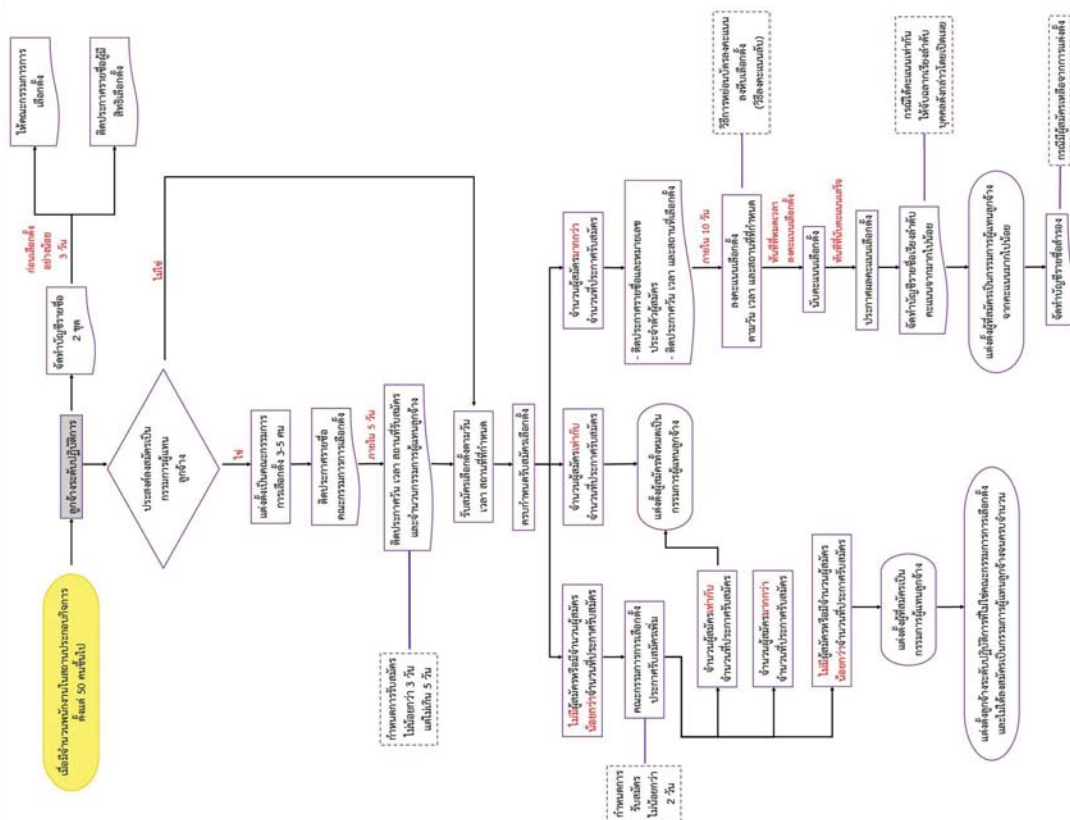 เมื่อมีจำนวนพนักงานในสถานประกอบกิจการ
ตั้งแต่ 50 คนขึ้นไป
ลูกจ้างระดับปฏิบัติการ
จัดทำบัญชีรายชื่อ
2 ชุด
ก่อนเลือกตั้ง
อย่างน้อย
3 วัน
ให้คณะกรรมการการ
เลือกตั้ง
ติดประกาศรายชื่อผู้มี
สิทธิเลือกตั้ง
ประสงค์ลงสมัครเป็น
กรรมการผู้แทน
ลูกจ้าง
ไม่ใช่
ใช่
แต่งตั้งเป็นคณะกรรมการ
การเลือกตั้ง 3-5 คน
ติดประกาศรายชื่อ
คณะกรรมการการเลือกตั้ง
ภายใน 5 วัน
ติดประกาศวัน เวลา สถานที่รับสมัคร
และจำนวนกรรมการผู้แทนลูกจ้าง
กำหนดการรับสมัคร
ไม่น้อยกว่า 3 วัน
แต่ไม่เกิน 5 วัน
รับสมัครเลือกตั้งตามวัน
เวลา สถานที่ที่กำหนด
ครบกำหนดรับสมัครเลือกตั้ง
ไม่มีผู้สมัครหรือมีจำนวนผู้สมัคร
น้อยกว่าจำนวนที่ประกาศรับสมัคร
คณะกรรมการการเลือกตั้ง
ประกาศรับสมัครเพิ่ม
กำหนดการ
รับสมัคร
ไม่น้อยกว่า
2 วัน
จำนวนผู้สมัครเท่ากับ
จำนวนที่ประกาศรับสมัคร
จำนวนผู้สมัครมากกว่า
จำนวนที่ประกาศรับสมัคร
ไม่มีผู้สมัครหรือมีจำนวนผู้สมัคร
น้อยกว่าจำนวนที่ประกาศรับสมัคร
แต่งตั้งผู้ที่สมัครเป็น
กรรมการผู้แทนลูกจ้าง
แต่งตั้งลูกจ้างระดับปฏิบัติการที่ไม่ใช่คณะกรรมการการเลือกตั้ง
และไม่ได้ลงสมัครเป็นกรรมการผู้แทนลูกจ้างจนครบจำนวน
จำนวนผู้สมัครเท่ากับ
จำนวนที่ประกาศรับสมัคร
แต่งตั้งผู้สมัครทั้งหมดเป็น
กรรมการผู้แทนลูกจ้าง
จำนวนผู้สมัครมากกว่า
จำนวนที่ประกาศรับสมัคร
- ติดประกาศรายชื่อและหมายเลข
ประจำตัวผู้สมัคร
- ติดประกาศวัน เวลา และสถานที่เลือกตั้ง
ภายใน 10 วัน
ลงคะแนนเลือกตั้ง
ตามวัน เวลา และสถานที่ที่กำหนด
วิธีการหย่อนบัตรลงคะแนน
ลงหีบเลือกตั้ง
(วิธีลงคะแนนลับ)
ทันทีที่หมดเวลา
ลงคะแนนเลือกตั้ง
นับคะแนนเลือกตั้ง
ทันทีที่นับคะแนนเสร็จ
ประกาศผลคะแนนเลือกตั้ง
จัดทำบัญชีรายชื่อเรียงลำดับ
คะแนนจากมากไปน้อย
กรณีมีคะแนนเท่ากัน
ให้จับฉลากเรียงลำดับ
บุคคลดังกล่าวโดยเปิดเผย
แต่งตั้งผู้ที่สมัครเป็นกรรมการผู้แทนลูกจ้าง
จากคะแนนมากไปน้อย
จัดทำบัญชีรายชื่อสำรอง
กรณีมีผู้สมัครเหลือจากการแต่งตั้ง